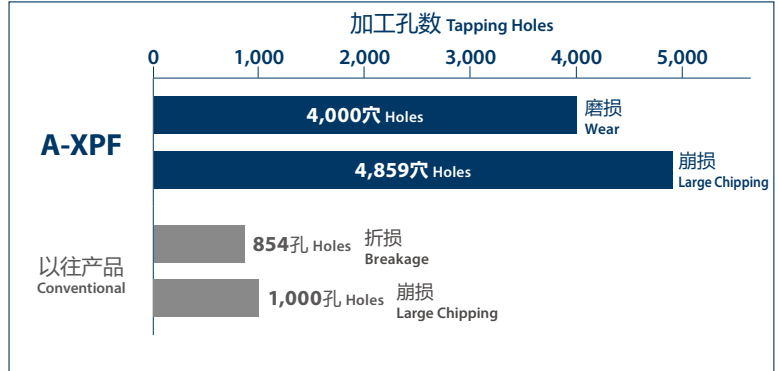 加工孔数 Tapping Holes
0 1,000 2,000 3,000 4,000 5,000
A-XPF
4,000穴 Holes
磨损
Wear
4,859穴 Holes
崩损
Large Chipping
以往产品
Conventional
854孔 Holes
折损
Breakage
1,000孔 Holes
崩损
Large Chipping